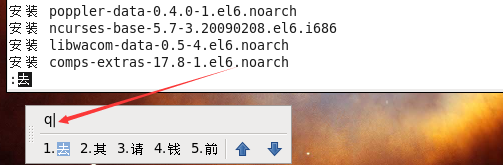 安装 poppler-data-0.4.0-1.el6.noarch
安装 ncurses-base-5.7-3.20090208.el6.i686
安装 libwacom-data-0.5-4.el6.noarch
安装 comps-extras-17.8-1.el6.noarch
:去
q
1.去 2.其 3.请 4.钱 5.前